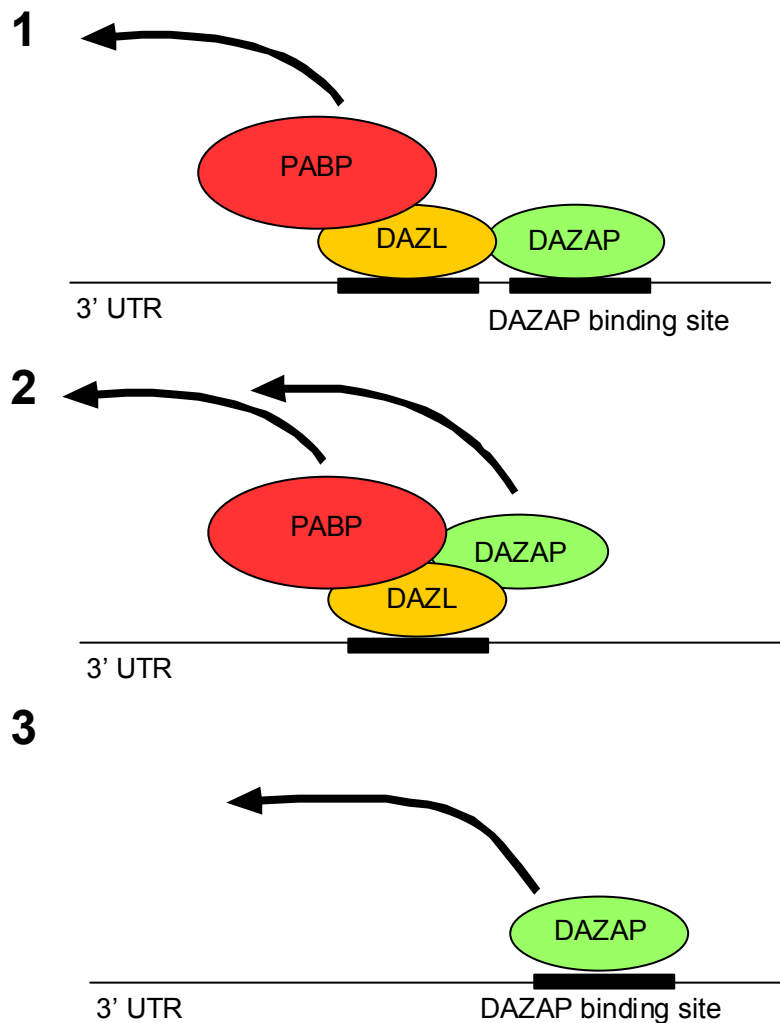 1
PABP
DAZL
DAZAP
3’ UTR
DAZAP binding site
2
PABP
DAZAP
DAZL
3’ UTR
3
DAZAP
3’ UTR
DAZAP binding site